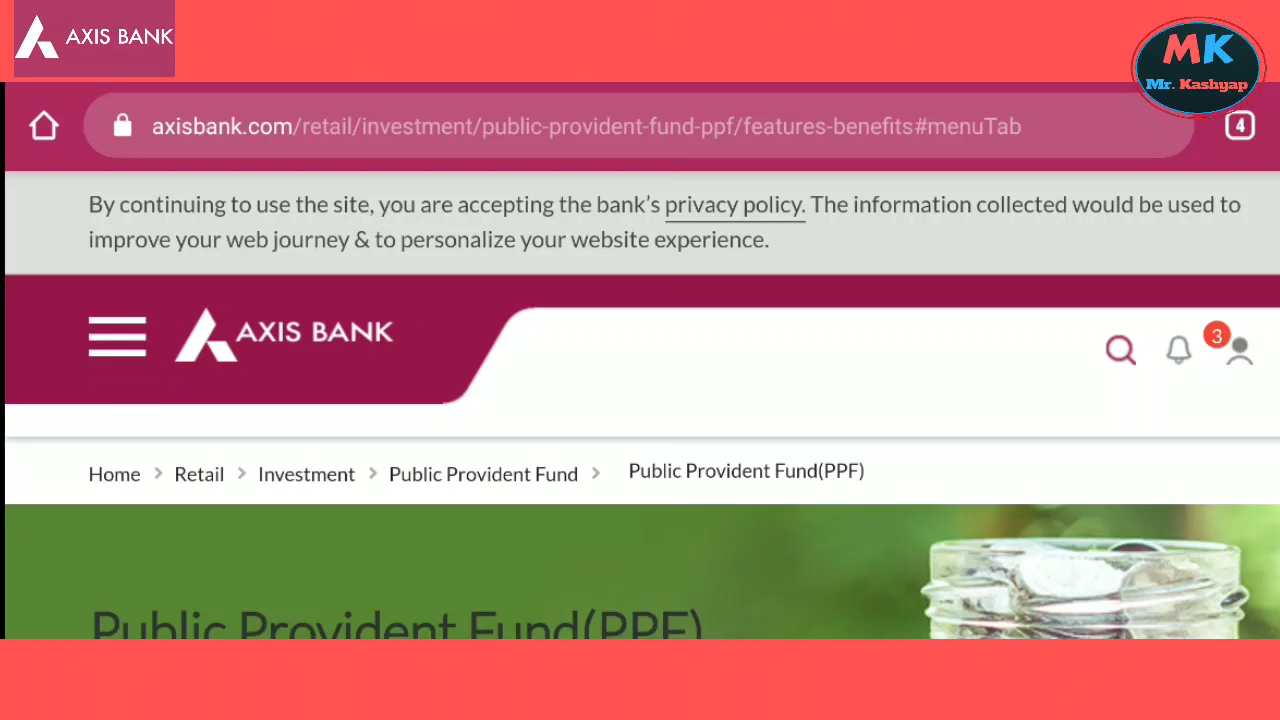 AXIS BANK
MK
Mr. Kashyap
axisbank.com/retail/investment/public-provident-fund-ppf/features-benefits#menuTab
4
By continuing to use the site, you are accepting the bank’s privacy policy. The information collected would be used to
improve your web journey & to personalize your website experience.
AXIS BANK
3
Home > Retail > Investment > Public Provident Fund > Public Provident Fund(PPF)
Public Provident Fund(PPF)